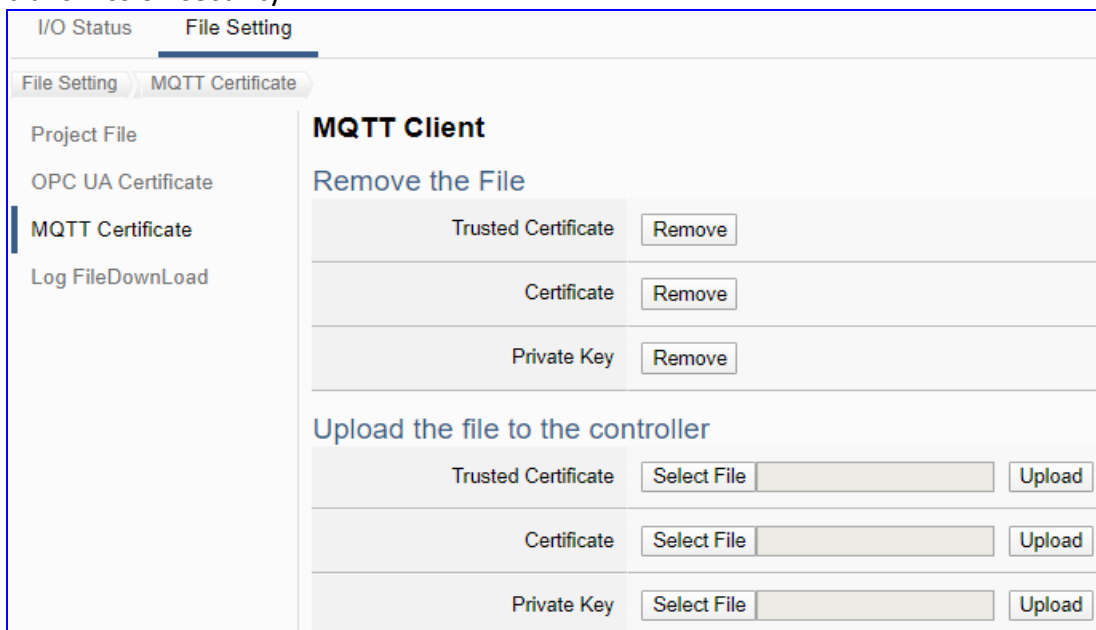 I/O Status File Setting
File Setting MQTT Certificate
Project File
OPC UA Certificate
MQTT Certificate
Log FileDownLoad
MQTT Client
Remove the File
Trusted Certificate Remove
Certificate Remove
Private Key Remove
Upload the file to the controller
Trusted Certificate Select File Upload
Certificate Select File Upload
Private Key Select File Upload